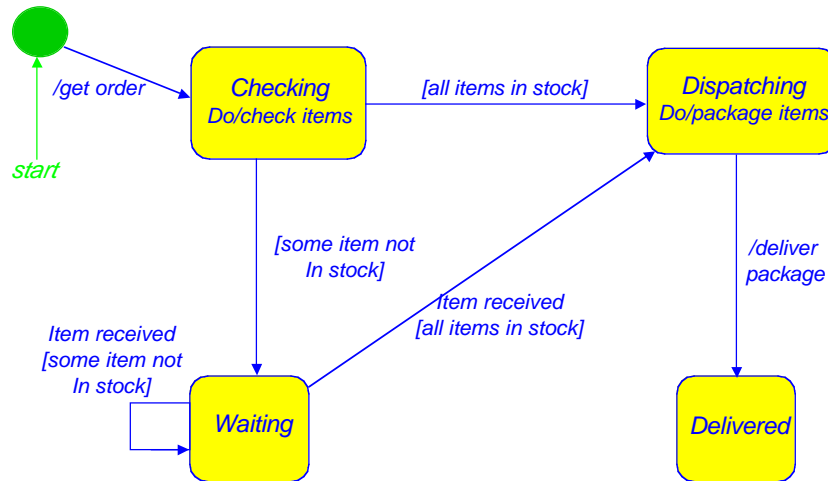 /get order
start
Checking
Do/check items
[all items in stock]
Dispatching
Do/package items
[some item not
In stock]
Item received
[all items in stock]
/deliver
package
Item received
[some item not
In stock]
Waiting
Delivered